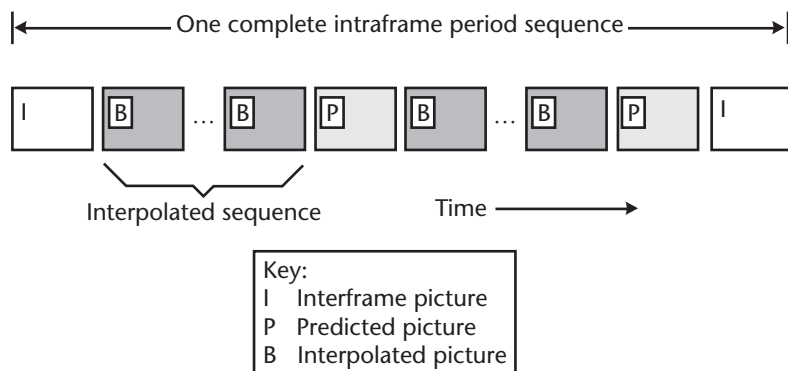 One complete intraframe period sequence
I B ... B P B ... B P I
Interpolated sequence
Time
Key:
I Interframe picture
P Predicted picture
B Interpolated picture